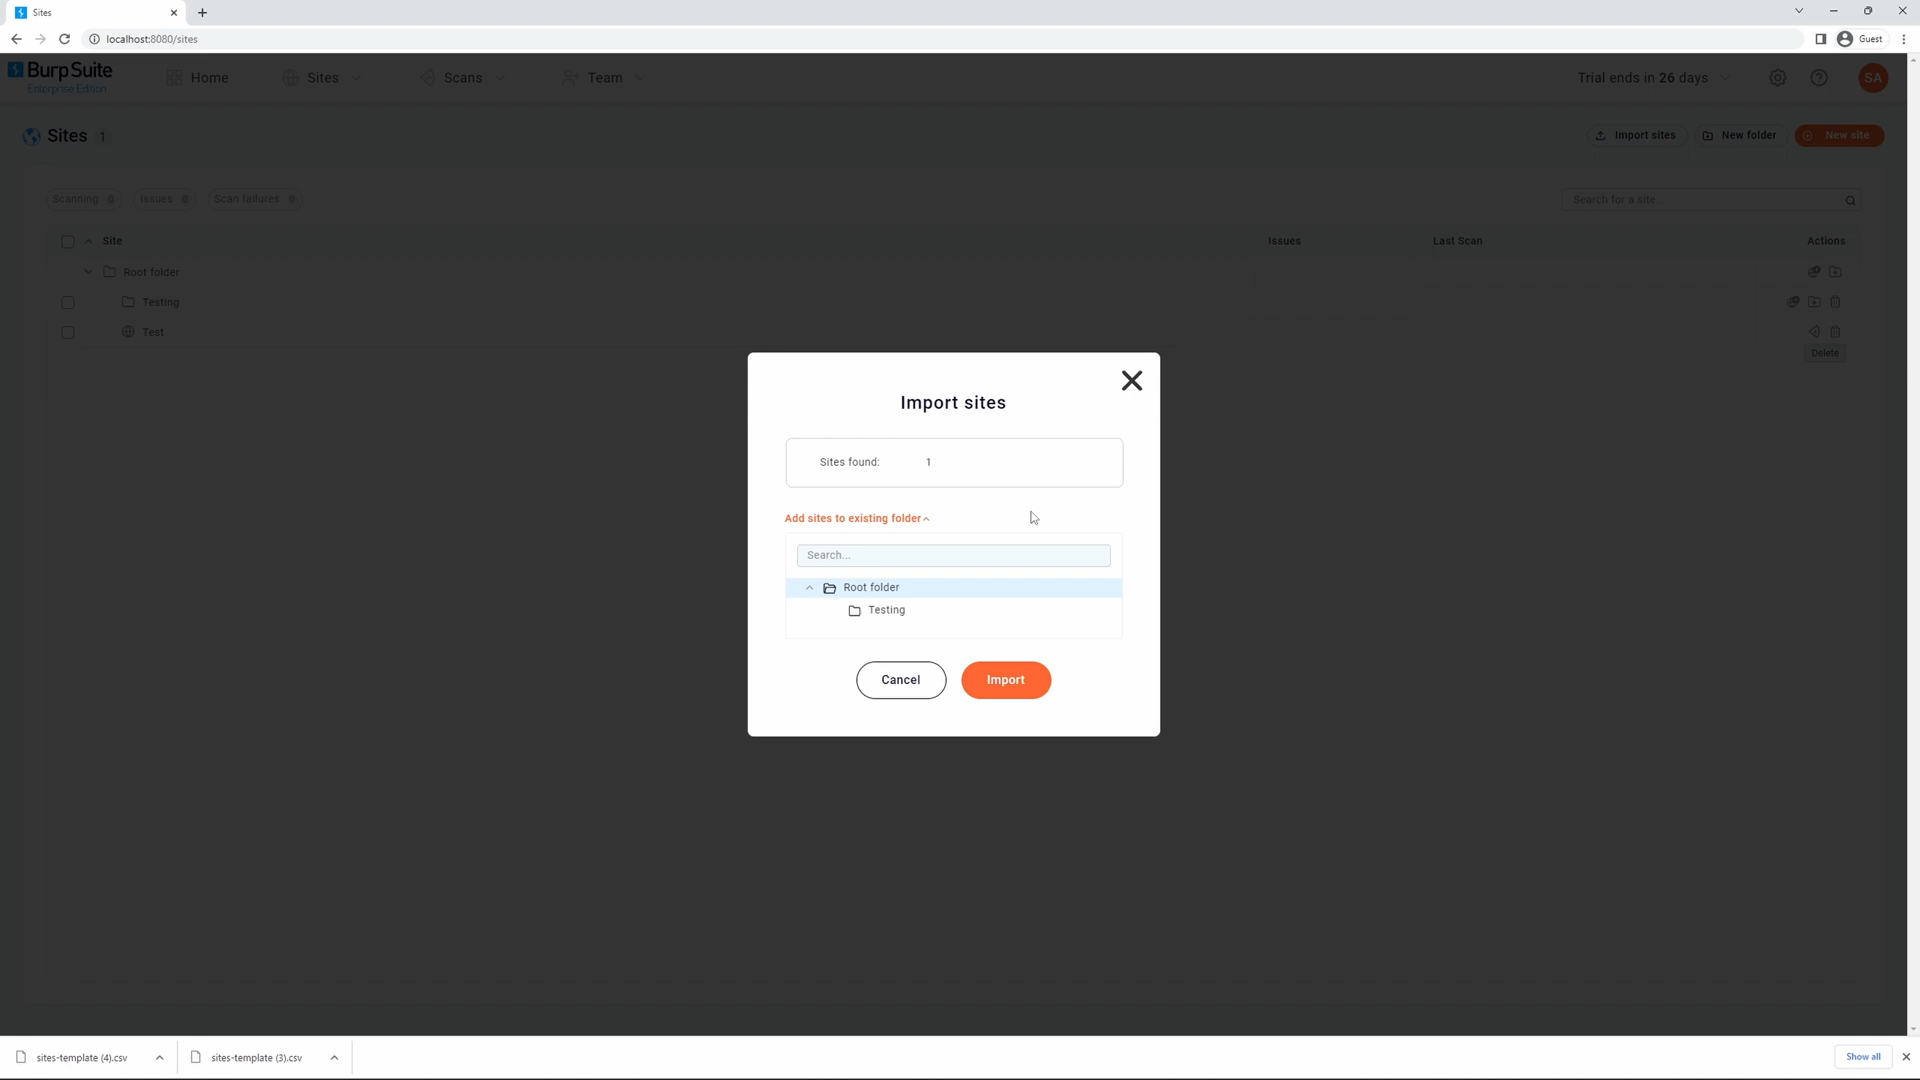 Sites
localhost:8080/sites
Guest
BurpSuite
Enterprise Edition
Home
Sites
Scans
Team
Trial ends in 26 days
SA
Sites 1
Import sites
New folder
New site
Scanning 0
Issues 0
Scan failures 0
Search for a site...
Site
Issues
Last Scan
Actions
Root folder
Testing
Test
Delete
Import sites
Sites found: 1
Add sites to existing folder
Search...
Root folder
Testing
Cancel
Import
sites-template (4).csv
sites-template (3).csv
Show all